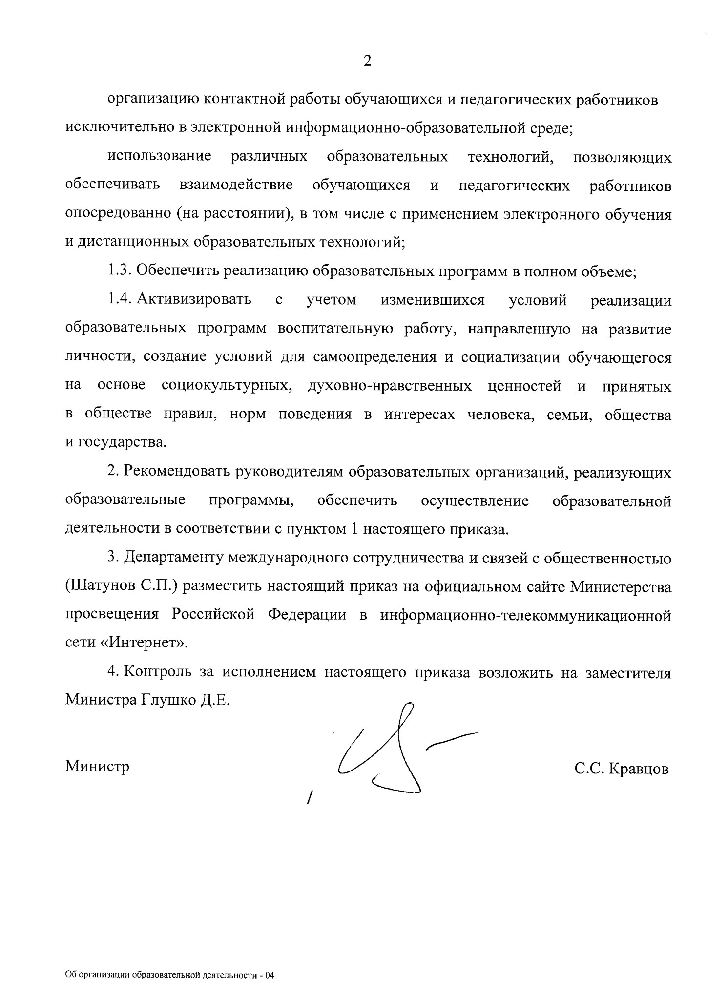 2
организацию контактной работы обучающихся и педагогических работников
исключительно в электронной информационно-образовательной среде;
использование различных образовательных технологий, позволяющих
обеспечивать взаимодействие обучающихся и педагогических работников
опосредованно (на расстоянии), в том числе с применением электронного обучения
и дистанционных образовательных технологий;
1.3. Обеспечить реализацию образовательных программ в полном объеме;
1.4. Активизировать с учетом изменившихся условий реализации
образовательных программ воспитательную работу, направленную на развитие
личности, создание условий для самоопределения и социализации обучающегося
на основе социокультурных, духовно-нравственных ценностей и принятых
в обществе правил, норм поведения в интересах человека, семьи, общества
и государства.
2. Рекомендовать руководителям образовательных организаций, реализующих
образовательные программы, обеспечить осуществление образовательной
деятельности в соответствии с пунктом 1 настоящего приказа.
3. Департаменту международного сотрудничества и связей с общественностью
(Шатунов С.П.) разместить настоящий приказ на официальном сайте Министерства
просвещения Российской Федерации в информационно-телекоммуникационной
сети «Интернет».
4. Контроль за исполнением настоящего приказа возложить на заместителя
Министра Глушко Д.Е.
Министр С.С. Кравцов
Об организации образовательной деятельности - 04